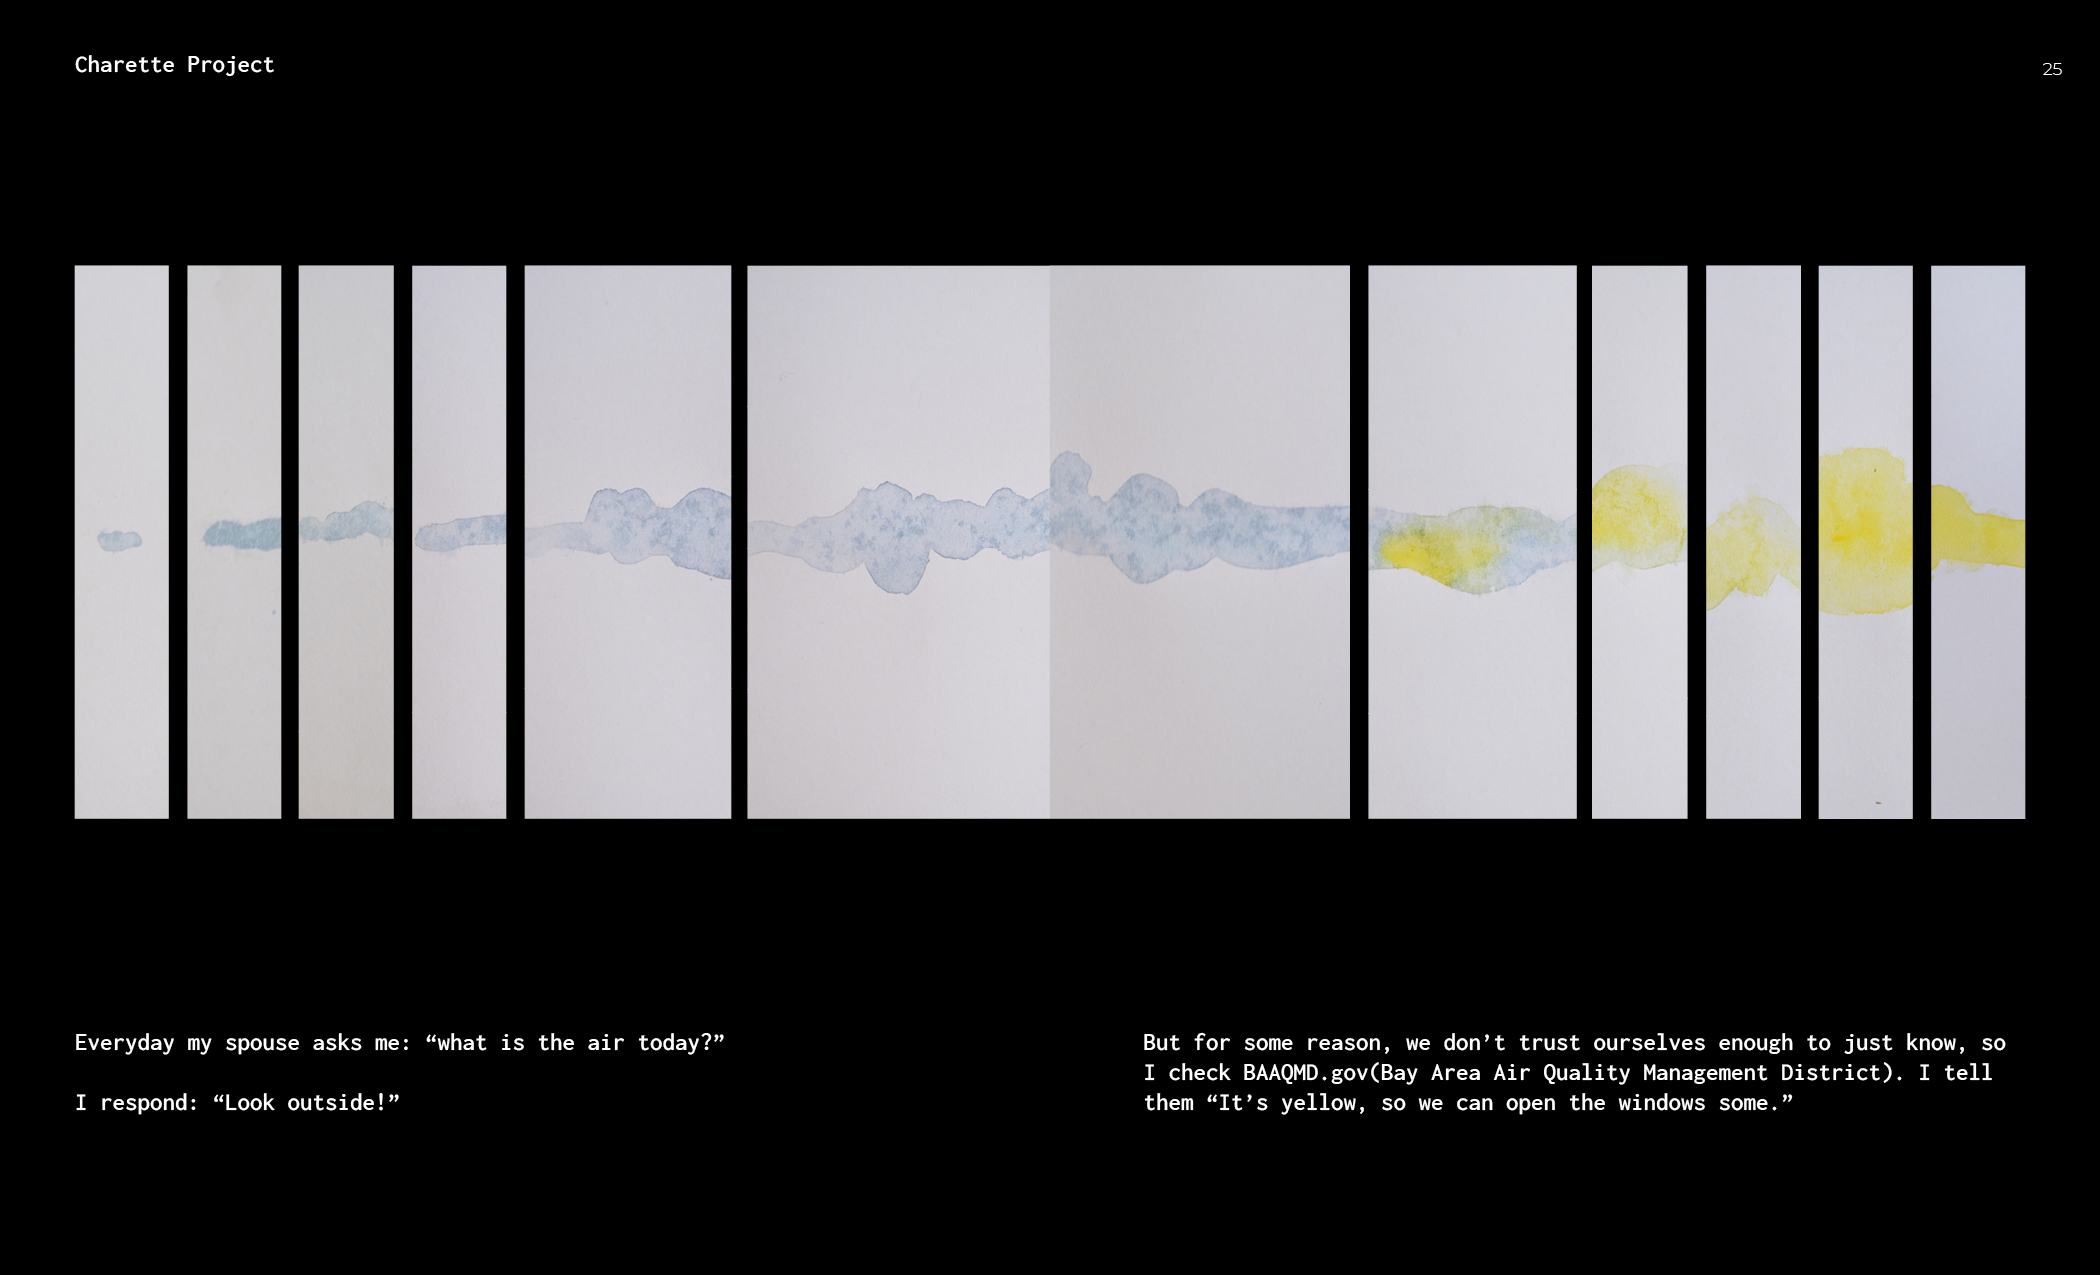 Charette Project
25
Everyday my spouse asks me: “what is the air today?”
I respond: “Look outside!”
But for some reason, we don’t trust ourselves enough to just know, so
I check BAAQMD.gov(Bay Area Air Quality Management District). I tell
them “It’s yellow, so we can open the windows some.”